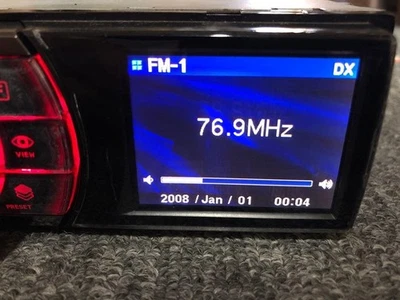 FM-1
DX
76.9MHz
2008 / Jan / 01 00:04
VIEW
PRESET